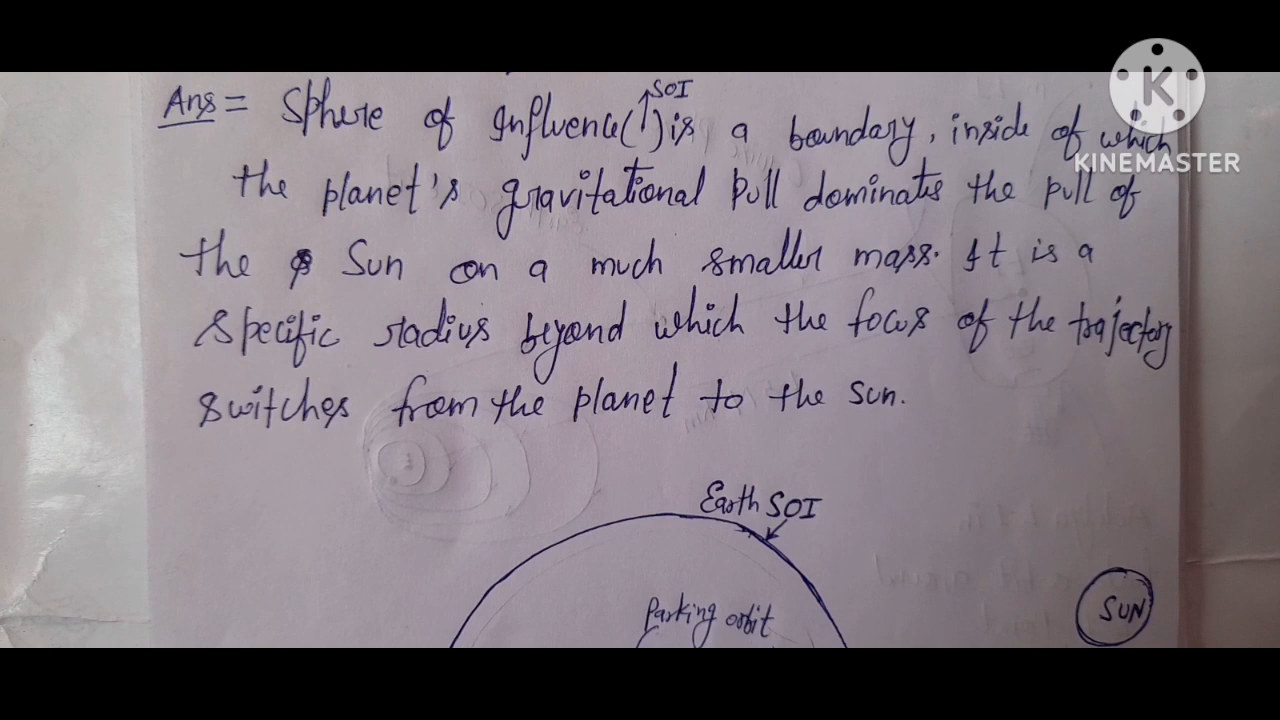 Ans = Sphere of Influence(↑SOI) is a boundary, inside of which
the planet's gravitational pull dominates the pull of
the Sun on a much smaller mass. It is a
specific radius beyond which the focus of the trajectory
switches from the planet to the sun.
Earth SOI
Parking orbit
SUN
K
KINEMASTER